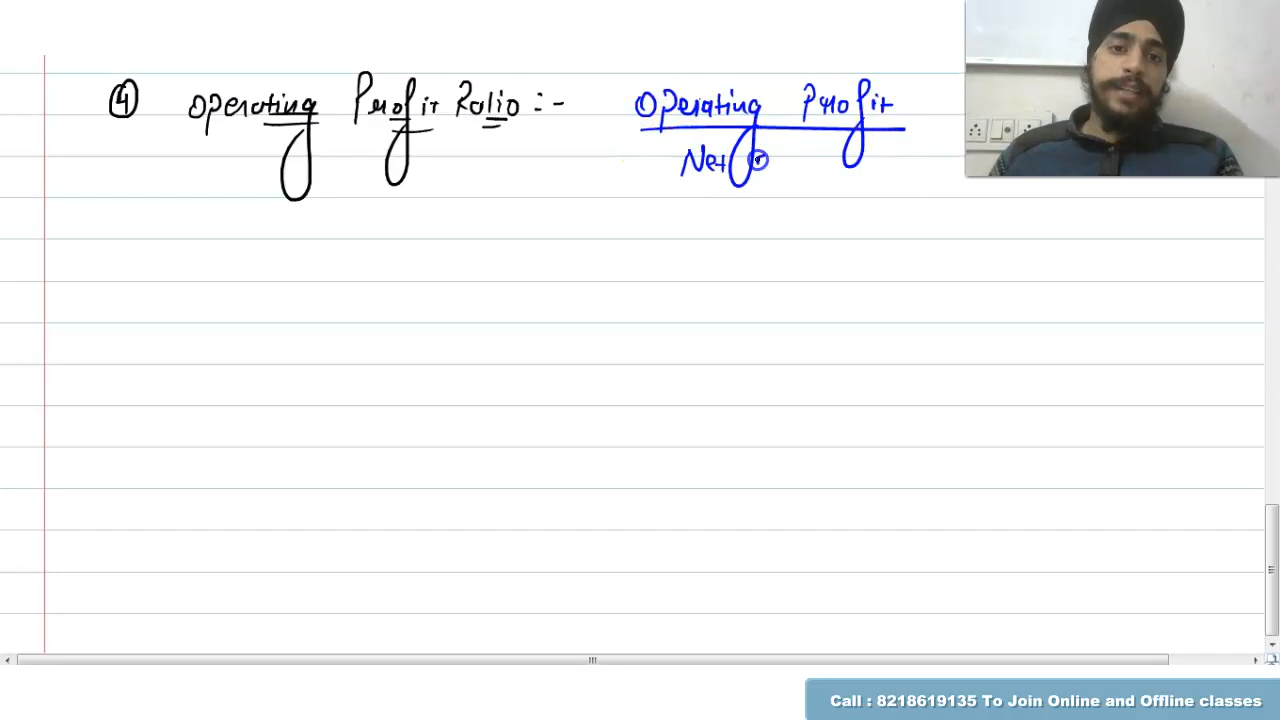 ④ Operating Profit Ratio :- Operating Profit
Net
Call : 8218619135 To Join Online and Offline classes